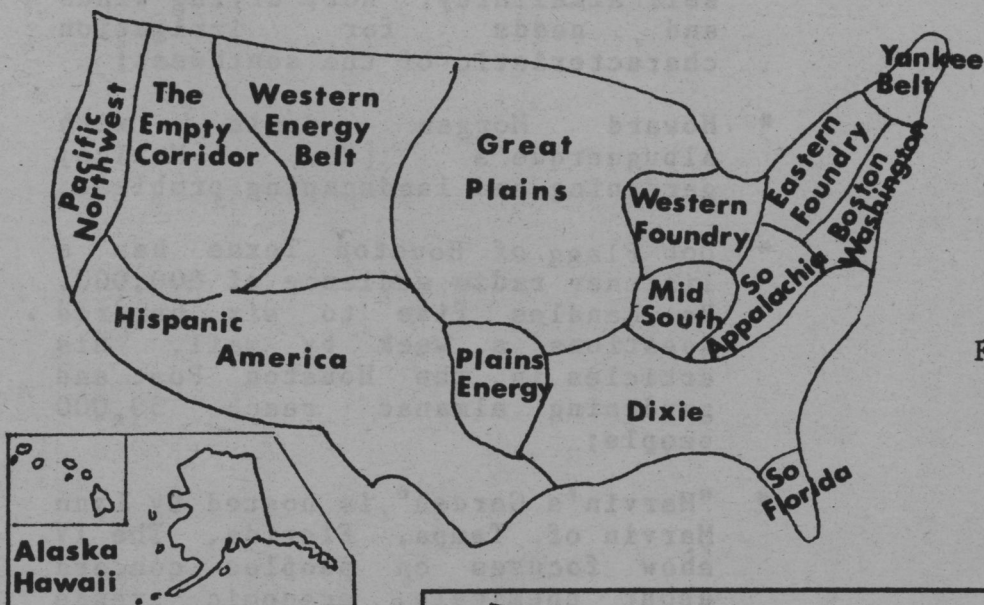 Yankee
Belt
Pacific
Northwest
The
Empty
Corridor
Western
Energy
Belt
Great
Plains
Eastern
Foundry
Boston
Washington
Western
Foundry
Mid
South
So
Appalachia
Hispanic
America
Plains
Energy
Dixie
So
Florida
Alaska
Hawaii